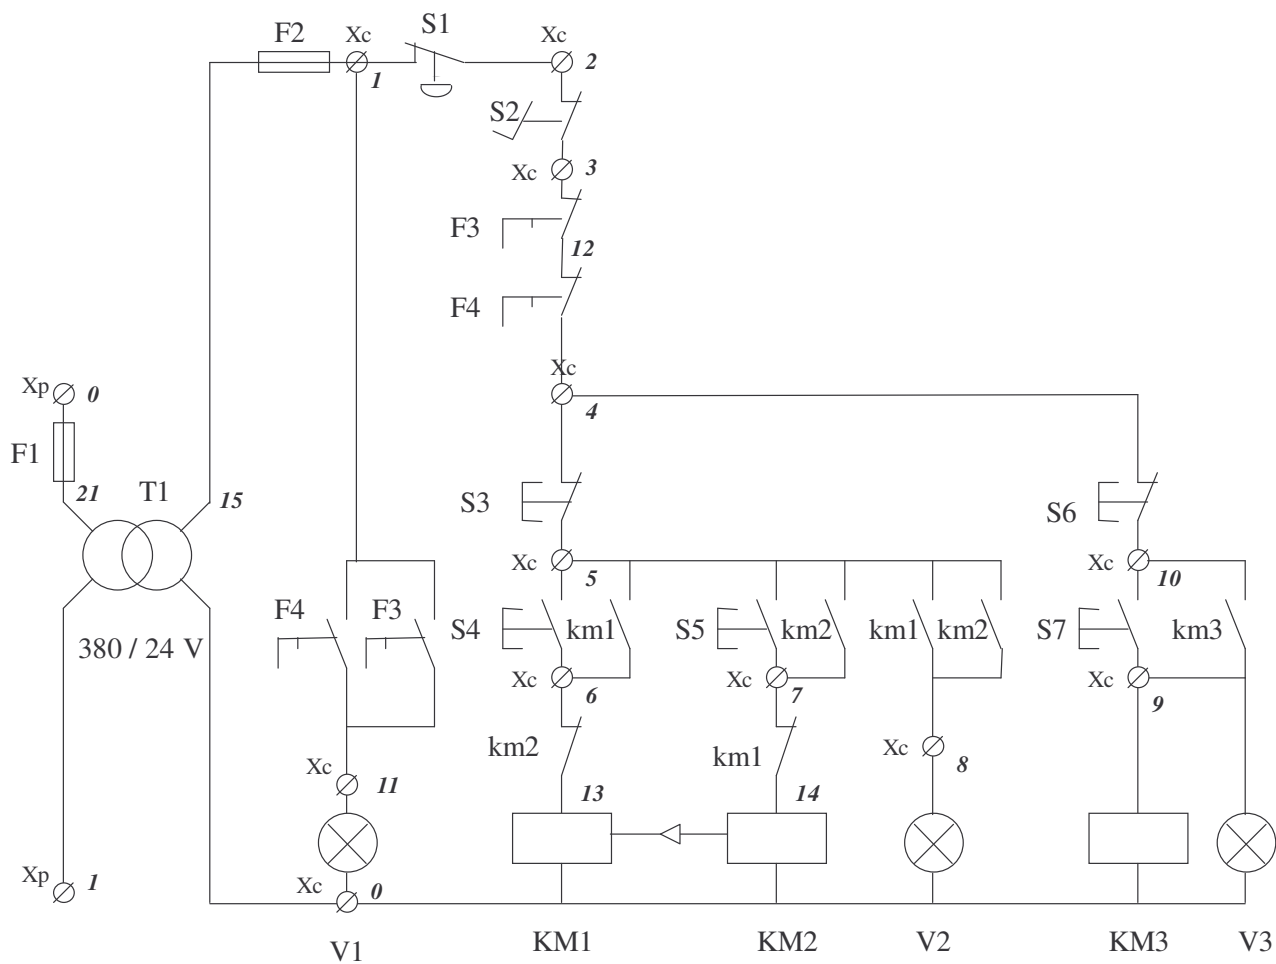 F2 Xc S1 Xc
1 2
S2
Xc 3
F3
12
F4
Xc
Xp 0 4
F1
21 T1 15 S3 S6
Xc 5 Xc 10
F4 F3 S4 km1 S5 km2 km1 km2 S7 km3
380 / 24 V
Xc 6 Xc 7 Xc 9
km2 km1 Xc 8
Xc 11 13 14
Xp 1 Xc 0
V1 KM1 KM2 V2 KM3 V3